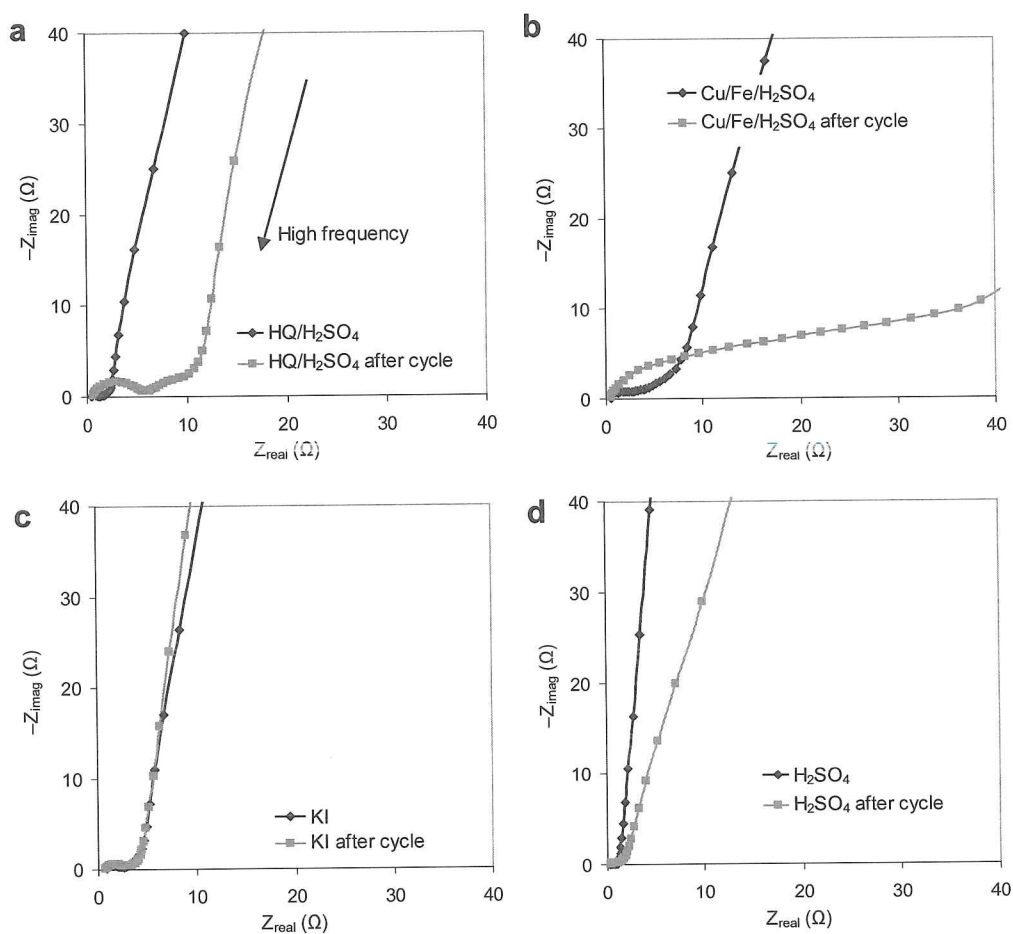 a
40
30
20
10
0
–Zimag (Ω)
High frequency
HQ/H2SO4
HQ/H2SO4 after cycle
0 10 20 30 40
Zreal (Ω)
b
40
30
20
10
0
–Zimag (Ω)
Cu/Fe/H2SO4
Cu/Fe/H2SO4 after cycle
0 10 20 30 40
Zreal (Ω)
c
40
30
20
10
0
–Zimag (Ω)
KI
KI after cycle
0 10 20 30 40
Zreal (Ω)
d
40
30
20
10
0
–Zimag (Ω)
H2SO4
H2SO4 after cycle
0 10 20 30 40
Zreal (Ω)